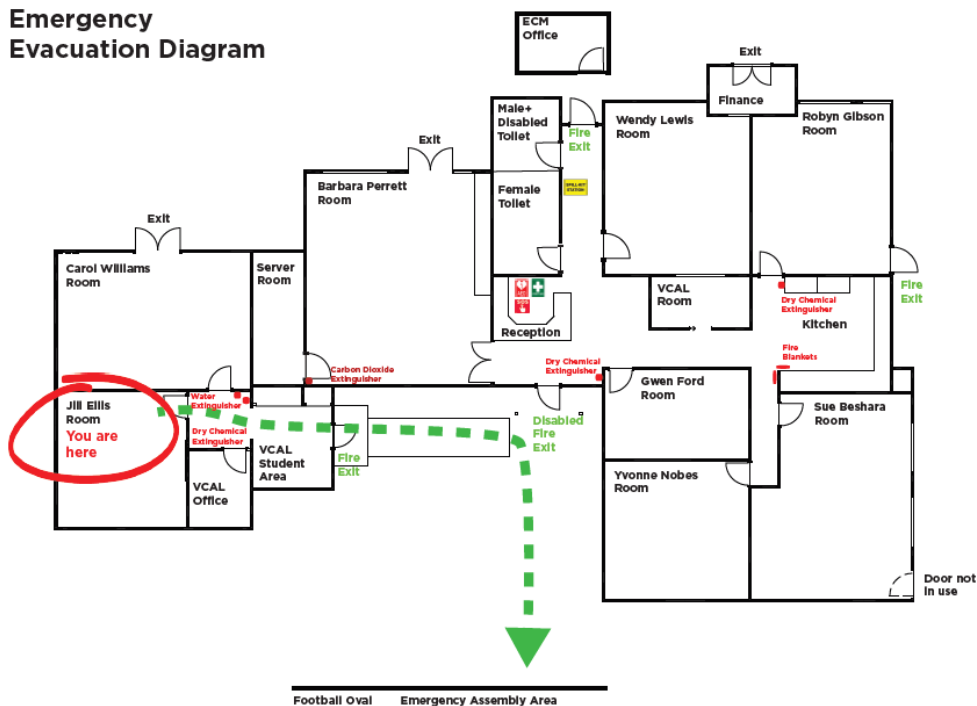 Emergency
Evacuation Diagram
ECM
Office
Exit
Finance
Male+
Disabled
Toilet
Fire
Exit
Wendy Lewis
Room
Robyn Gibson
Room
Exit
Barbara Perrett
Room
Female
Toilet
SPILL KIT
STATION
Exit
Carol Williams
Room
Server
Room
VCAL
Room
Fire
Exit
Dry Chemical
Extinguisher
Kitchen
Reception
Fire
Blankets
Carbon Dioxide
Extinguisher
Dry Chemical
Extinguisher
Gwen Ford
Room
Jill Ellis
Room
You are
here
Water
Extinguisher
Dry Chemical
Extinguisher
Sue Beshara
Room
Disabled
Fire
Exit
VCAL
Student
Area
Fire
Exit
VCAL
Office
Yvonne Nobes
Room
Door not
in use
Football Oval Emergency Assembly Area